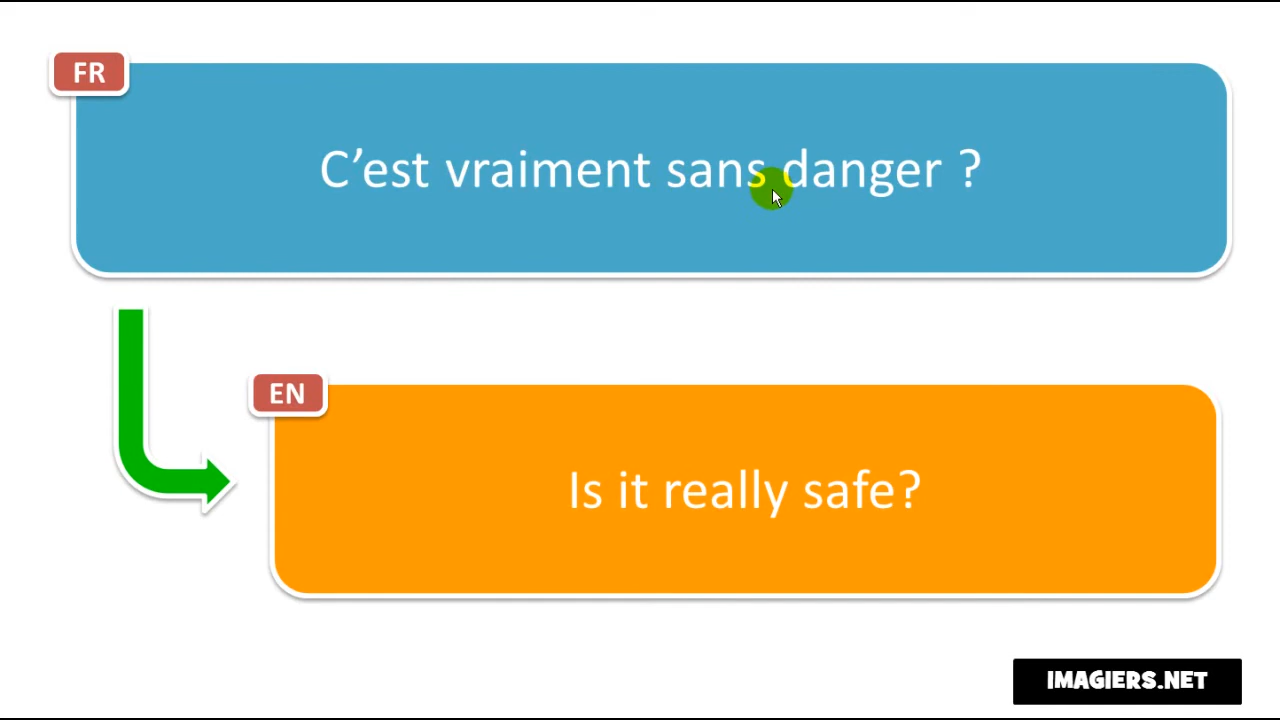 FR
C’est vraiment sans danger ?
EN
Is it really safe?
IMAGIERS.NET